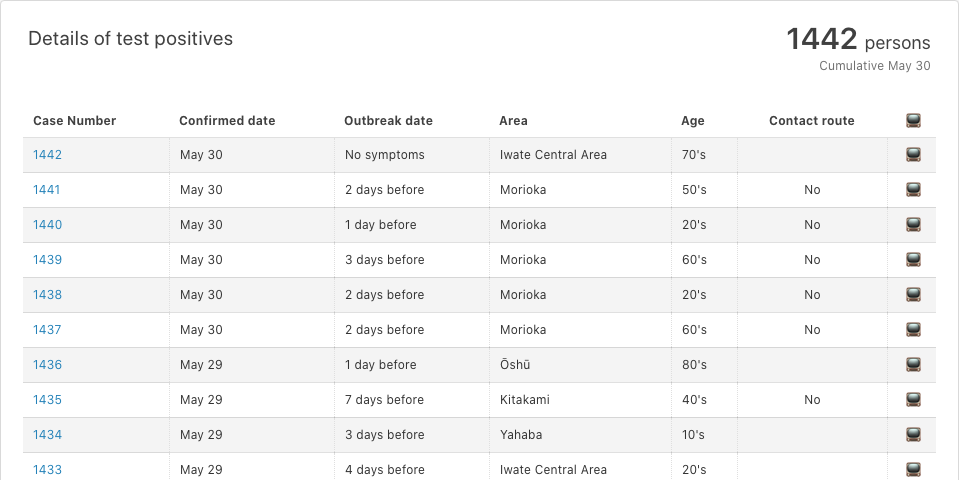 Details of test positives
1442 persons
Cumulative May 30
Case Number Confirmed date Outbreak date Area Age Contact route
1442 May 30 No symptoms Iwate Central Area 70's
1441 May 30 2 days before Morioka 50's No
1440 May 30 1 day before Morioka 20's No
1439 May 30 3 days before Morioka 60's No
1438 May 30 2 days before Morioka 20's No
1437 May 30 2 days before Morioka 60's No
1436 May 29 1 day before Ōshū 80's
1435 May 29 7 days before Kitakami 40's No
1434 May 29 3 days before Yahaba 10's
1433 May 29 4 days before Iwate Central Area 20's